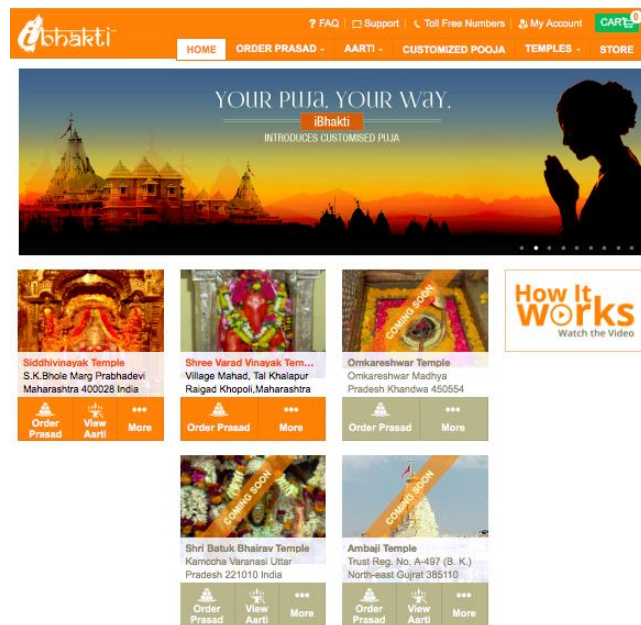 ibhakti
? FAQ
Support
Toll Free Numbers
My Account
CART 0
HOME
ORDER PRASAD
AARTI
CUSTOMIZED POOJA
TEMPLES
STORE
YOUR PUJA, YOUR WAY.
iBhakti
INTRODUCES CUSTOMISED PUJA
Siddhivinayak Temple
S.K.Bhole Marg Prabhadevi
Maharashtra 400028 India
Order
Prasad
View
Aarti
More
Shree Varad Vinayak Tem...
Village Mahad, Tal Khalapur
Raigad Khopoli,Maharashtra
Order Prasad
More
COMING SOON
Omkareshwar Temple
Omkareshwar Madhya
Pradesh Khandwa 450554
Order Prasad
More
How It
Works
Watch the Video
COMING SOON
Shri Batuk Bhairav Temple
Kamccha Varanasi Uttar
Pradesh 221010 India
Order
Prasad
View
Aarti
More
COMING SOON
Ambaji Temple
Trust Reg. No. A-497 (B. K.)
North-east Gujrat 385110
Order
Prasad
View
Aarti
More